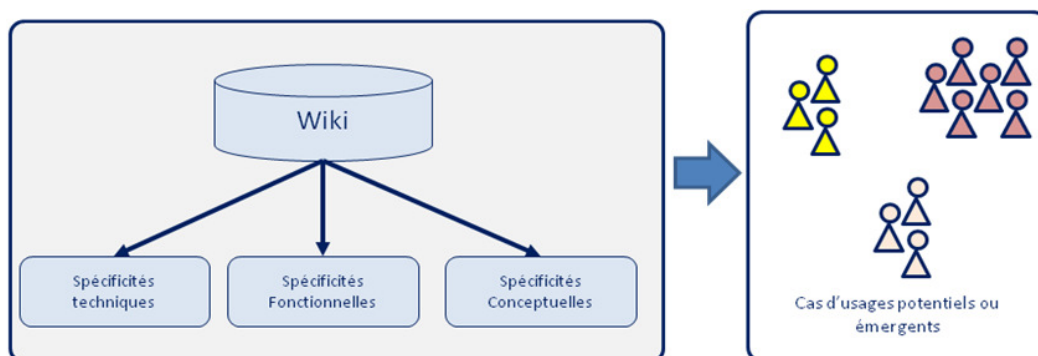 Wiki
Spécificités
techniques
Spécificités
Fonctionnelles
Spécificités
Conceptuelles
Cas d'usages potentiels ou
émergents